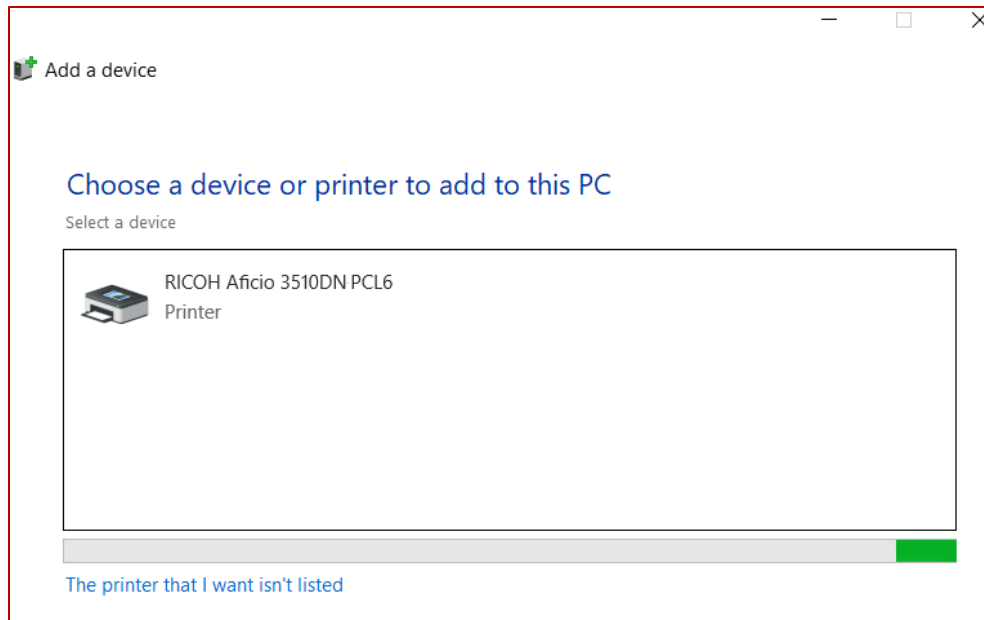 Add a device
Choose a device or printer to add to this PC
Select a device
RICOH Aficio 3510DN PCL6
Printer
The printer that I want isn't listed